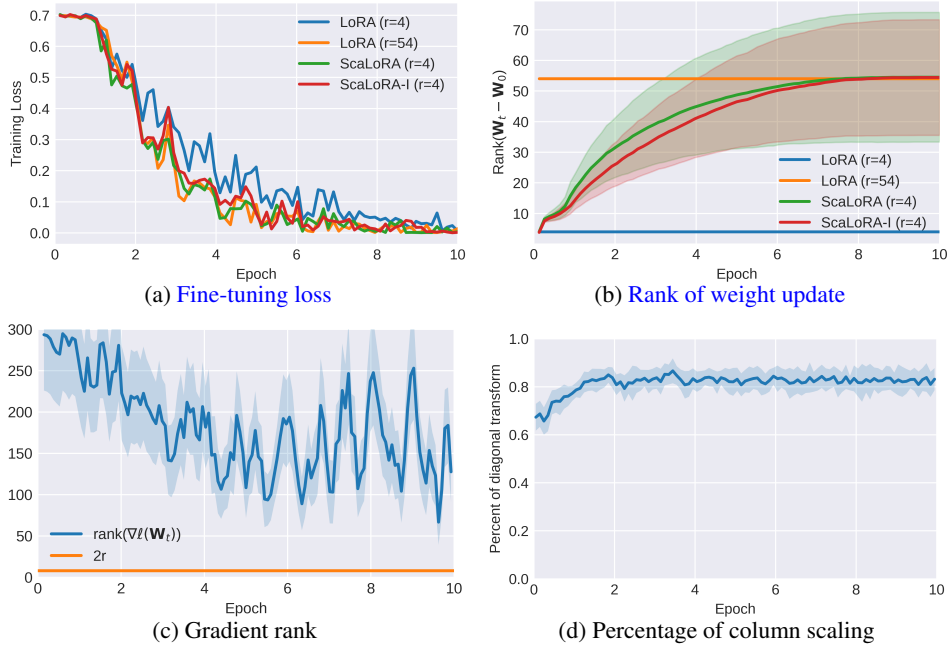 0.7
0.6
0.5
0.4
0.3
0.2
0.1
0.0
Training Loss
LoRA (r=4)
LoRA (r=54)
ScaLoRA (r=4)
ScaLoRA-I (r=4)
0 2 4 6 8 10
Epoch
(a) Fine-tuning loss
70
60
50
40
30
20
10
Rank(𝐖ₜ − 𝐖₀)
LoRA (r=4)
LoRA (r=54)
ScaLoRA (r=4)
ScaLoRA-I (r=4)
0 2 4 6 8 10
Epoch
(b) Rank of weight update
300
250
200
150
100
50
0
rank(∇ℓ(𝐖ₜ))
2r
0 2 4 6 8 10
Epoch
(c) Gradient rank
1.0
0.8
0.6
0.4
0.2
0.0
Percent of diagonal transform
0 2 4 6 8 10
Epoch
(d) Percentage of column scaling